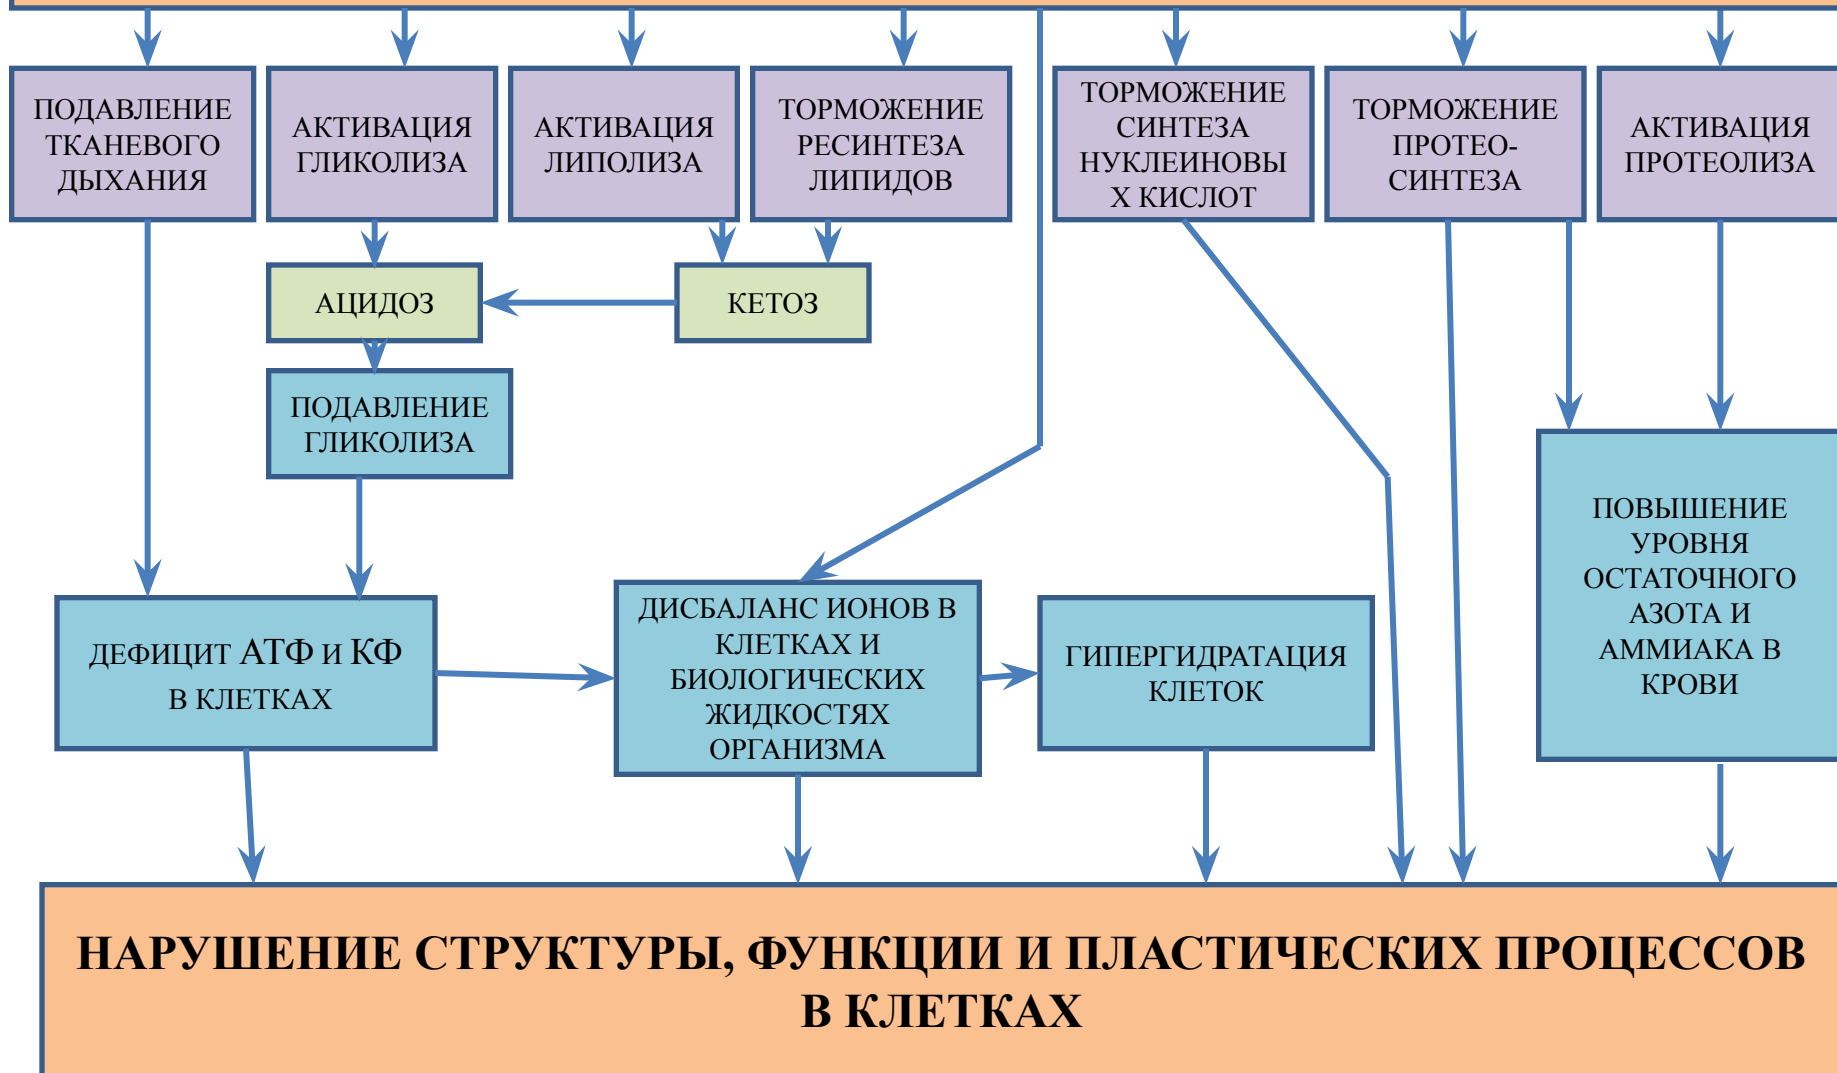 ПОДАВЛЕНИЕ
ТКАНЕВОГО
ДЫХАНИЯ
АКТИВАЦИЯ
ГЛИКОЛИЗА
АКТИВАЦИЯ
ЛИПОЛИЗА
ТОРМОЖЕНИЕ
РЕСИНТЕЗА
ЛИПИДОВ
ТОРМОЖЕНИЕ
СИНТЕЗА
НУКЛЕИНОВЫ
Х КИСЛОТ
ТОРМОЖЕНИЕ
ПРОТЕО-
СИНТЕЗА
АКТИВАЦИЯ
ПРОТЕОЛИЗА
АЦИДОЗ
КЕТОЗ
ПОДАВЛЕНИЕ
ГЛИКОЛИЗА
ДЕФИЦИТ АТФ И КФ
В КЛЕТКАХ
ДИСБАЛАНС ИОНОВ В
КЛЕТКАХ И
БИОЛОГИЧЕСКИХ
ЖИДКОСТЯХ
ОРГАНИЗМА
ГИПЕРГИДРАТАЦИЯ
КЛЕТОК
ПОВЫШЕНИЕ
УРОВНЯ
ОСТАТОЧНОГО
АЗОТА И
АММИАКА В
КРОВИ
НАРУШЕНИЕ СТРУКТУРЫ, ФУНКЦИИ И ПЛАСТИЧЕСКИХ ПРОЦЕССОВ
В КЛЕТКАХ